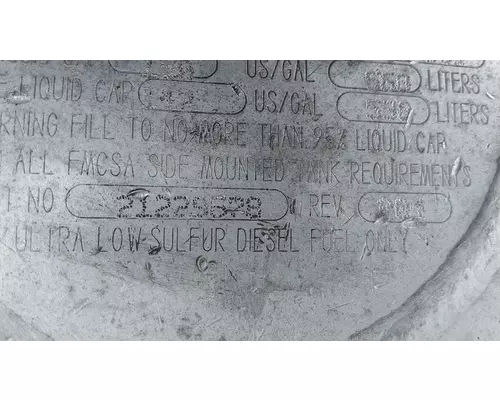 US/GAL LITERS
LIQUID CAP US/GAL LITERS
RNING FILL TO NO MORE THAN 95% LIQUID CAP
ALL FMCSA SIDE MOUNTED TANK REQUIREMENTS
NO REV
ULTRA LOW-SULFUR DIESEL FUEL ONLY